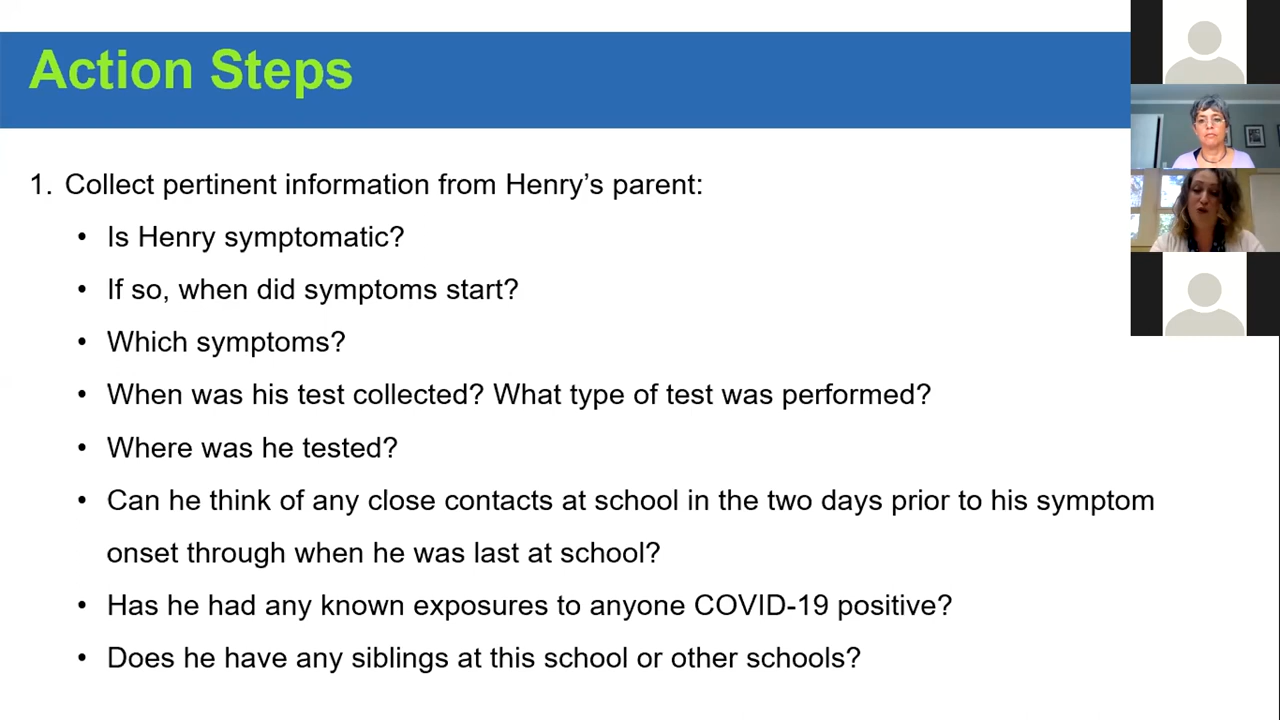 Action Steps
1. Collect pertinent information from Henry’s parent:
• Is Henry symptomatic?
• If so, when did symptoms start?
• Which symptoms?
• When was his test collected? What type of test was performed?
• Where was he tested?
• Can he think of any close contacts at school in the two days prior to his symptom
onset through when he was last at school?
• Has he had any known exposures to anyone COVID-19 positive?
• Does he have any siblings at this school or other schools?